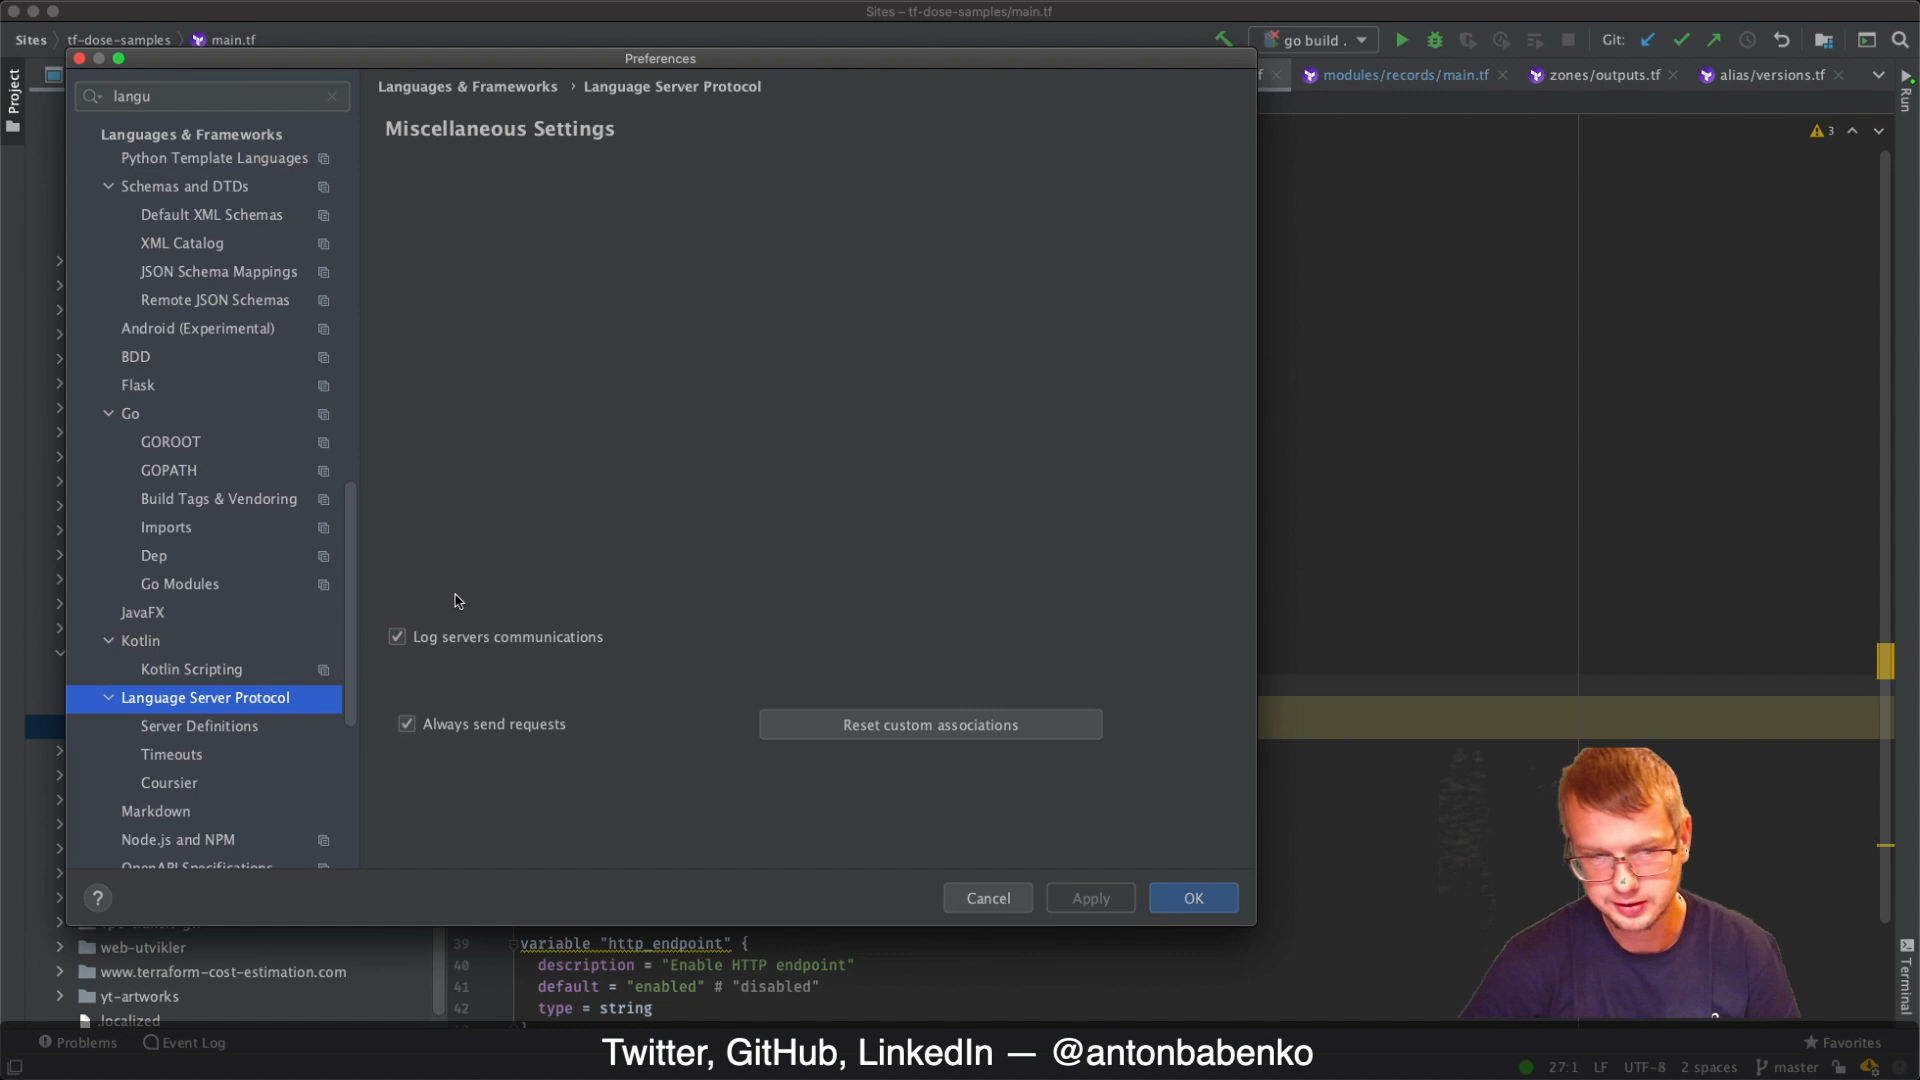 Sites – tf-dose-samples/main.tf
Sites tf-dose-samples main.tf
go build . Git:
Preferences
modules/records/main.tf zones/outputs.tf alias/versions.tf
Project
Run
langu
Languages & Frameworks › Language Server Protocol
Miscellaneous Settings
3
Languages & Frameworks
Python Template Languages
Schemas and DTDs
Default XML Schemas
XML Catalog
JSON Schema Mappings
Remote JSON Schemas
Android (Experimental)
BDD
Flask
Go
GOROOT
GOPATH
Build Tags & Vendoring
Imports
Dep
Go Modules
JavaFX
Kotlin
Kotlin Scripting
Language Server Protocol
Server Definitions
Timeouts
Coursier
Markdown
Node.js and NPM
OpenAPI Specifications
Log servers communications
Always send requests
Reset custom associations
?
Cancel
Apply
OK
web-utvikler
www.terraform-cost-estimation.com
yt-artworks
.localized
39 variable "http_endpoint" {
40 description = "Enable HTTP endpoint"
41 default = "enabled" # "disabled"
42 type = string
Terminal
Problems Event Log
Favorites
Twitter, GitHub, LinkedIn — @antonbabenko
27:1 LF UTF-8 2 spaces master